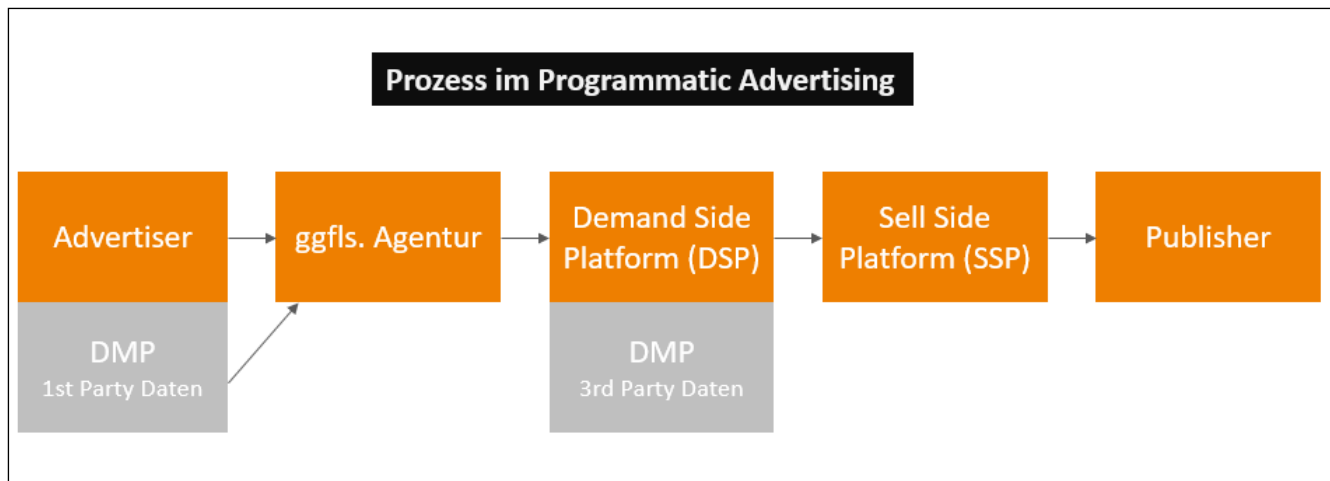 Prozess im Programmatic Advertising
Advertiser
ggfls. Agentur
Demand Side
Platform (DSP)
Sell Side
Platform (SSP)
Publisher
DMP
1st Party Daten
DMP
3rd Party Daten